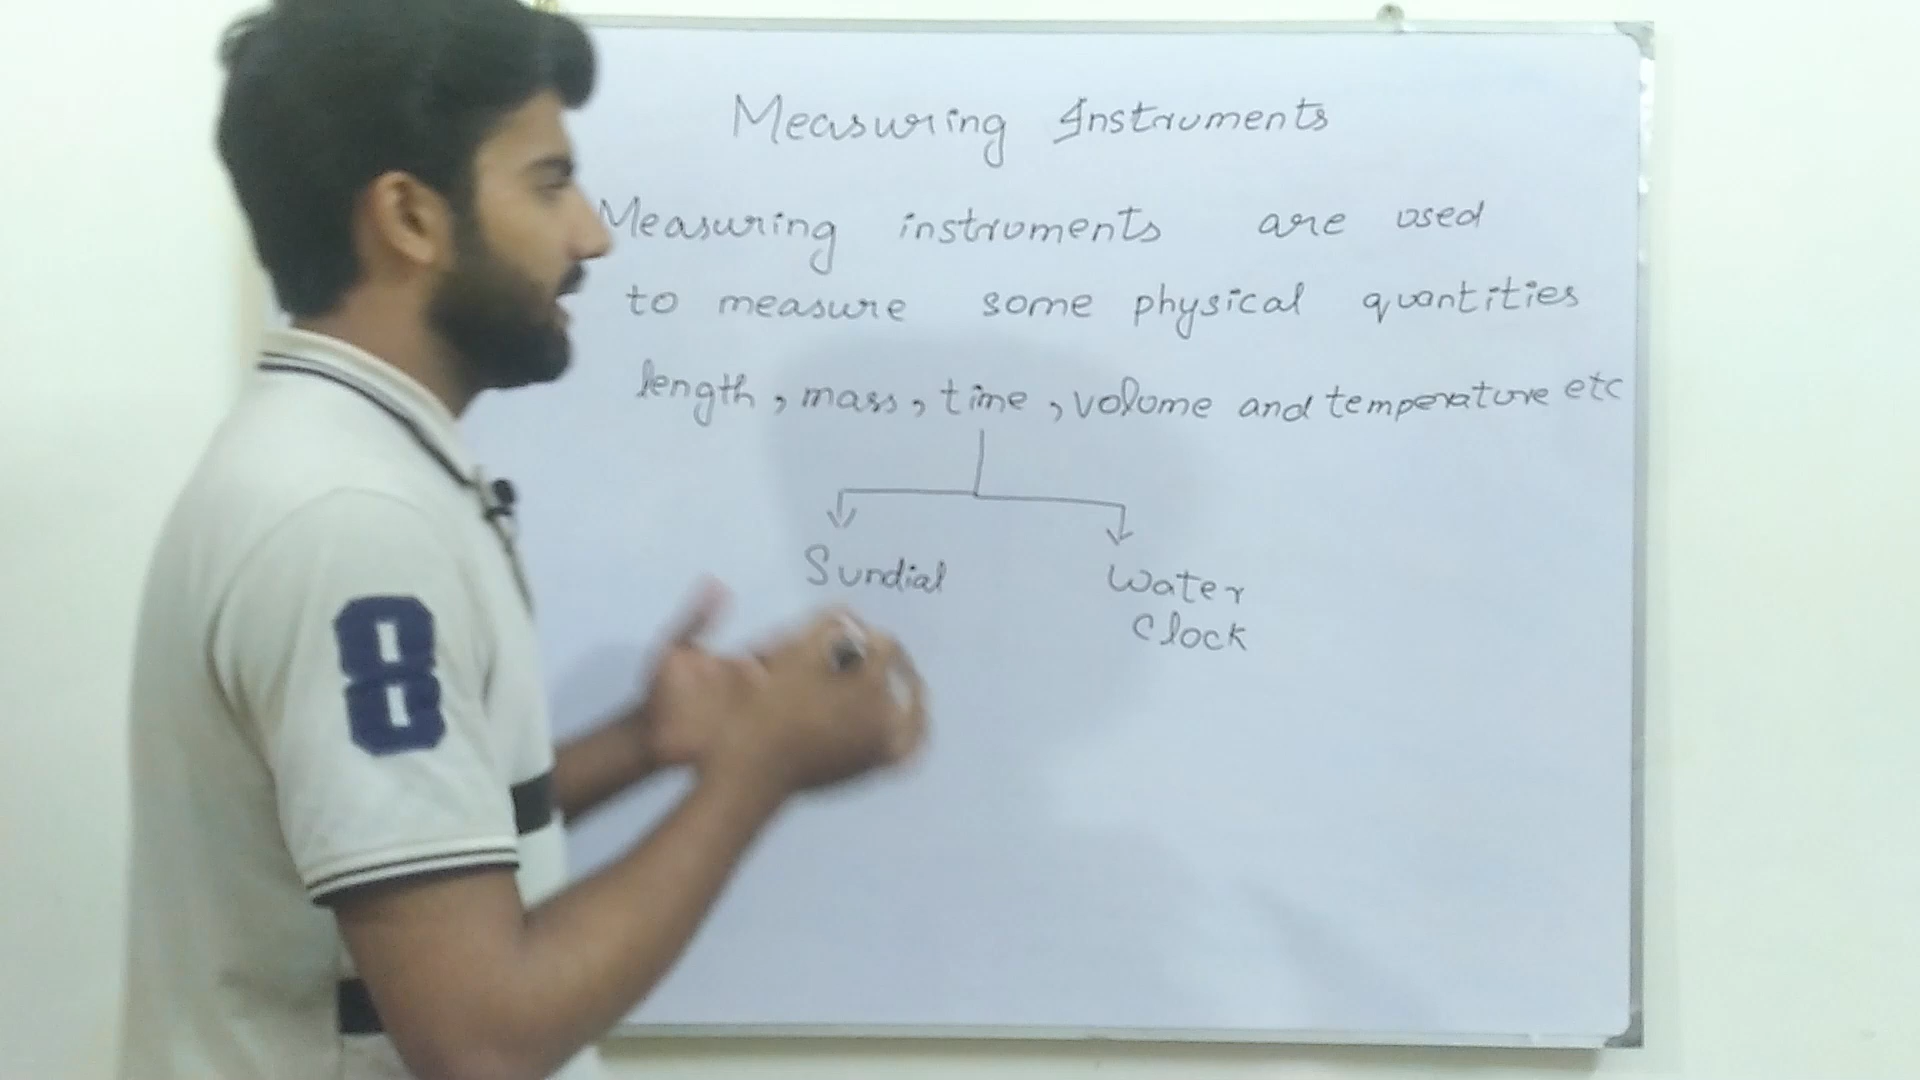 Measuring Instruments
Measuring instruments are used
to measure some physical quantities
length, mass, time, volume and temperature etc
Sundial
Water
Clock
8